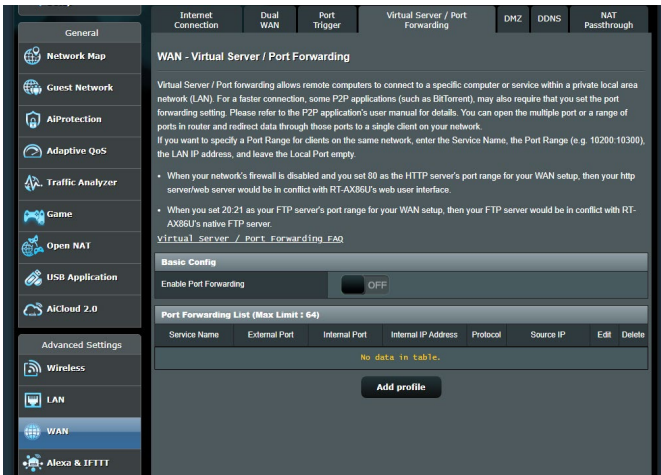 General
Network Map
Guest Network
AiProtection
Adaptive QoS
Traffic Analyzer
Game
Open NAT
USB Application
AiCloud 2.0
Advanced Settings
Wireless
LAN
WAN
Alexa & IFTTT
Internet Connection
Dual WAN
Port Trigger
Virtual Server / Port Forwarding
DMZ
DDNS
NAT Passthrough
WAN - Virtual Server / Port Forwarding
Virtual Server / Port forwarding allows remote computers to connect to a specific computer or service within a private local area
network (LAN). For a faster connection, some P2P applications (such as BitTorrent), may also require that you set the port
forwarding setting. Please refer to the P2P application's user manual for details. You can open the multiple port or a range of
ports in router and redirect data through those ports to a single client on your network.
If you want to specify a Port Range for clients on the same network, enter the Service Name, the Port Range (e.g. 10200:10300),
the LAN IP address, and leave the Local Port empty.
• When your network's firewall is disabled and you set 80 as the HTTP server's port range for your WAN setup, then your http
server/web server would be in conflict with RT-AX86U's web user interface.
• When you set 20:21 as your FTP server's port range for your WAN setup, then your FTP server would be in conflict with RT-
AX86U's native FTP server.
Virtual Server / Port Forwarding FAQ
Basic Config
Enable Port Forwarding OFF
Port Forwarding List (Max Limit : 64)
Service Name External Port Internal Port Internal IP Address Protocol Source IP Edit Delete
No data in table.
Add profile